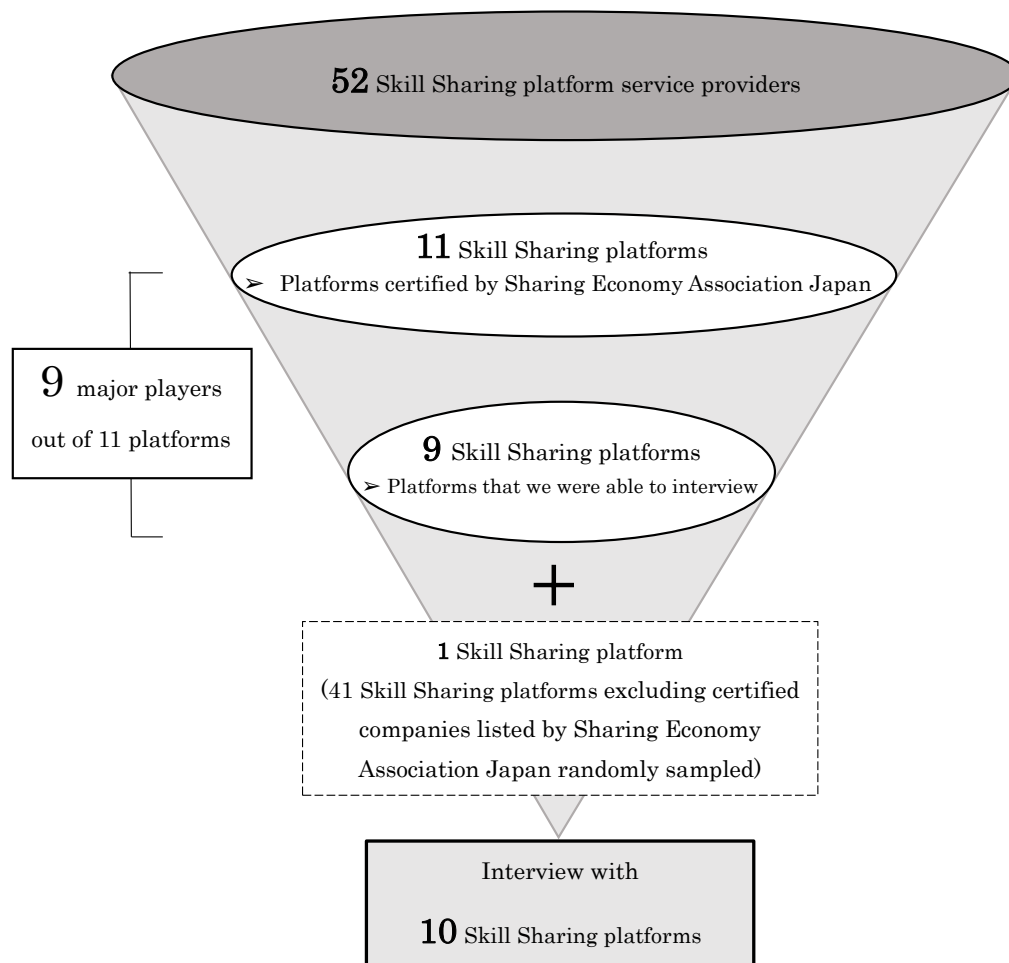 52 Skill Sharing platform service providers
11 Skill Sharing platforms
➢ Platforms certified by Sharing Economy Association Japan
9 major players
out of 11 platforms
9 Skill Sharing platforms
➢ Platforms that we were able to interview
+
1 Skill Sharing platform
(41 Skill Sharing platforms excluding certified
companies listed by Sharing Economy
Association Japan randomly sampled)
Interview with
10 Skill Sharing platforms